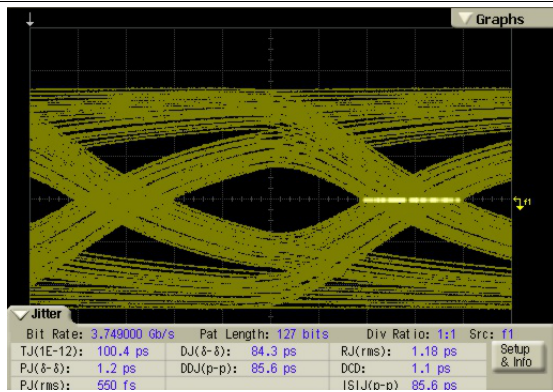 Graphs
f1
Jitter
Bit Rate: 3.749000 Gb/s Pat Length: 127 bits Div Ratio: 1:1 Src: f1
TJ(1E-12): 100.4 ps DJ(δ-δ): 84.3 ps RJ(rms): 1.18 ps Setup & Info
PJ(δ-δ): 1.2 ps DDJ(p-p): 85.6 ps DCD: 1.1 ps
PJ(rms): 550 fs ISIJ(p-p) 85.6 ps